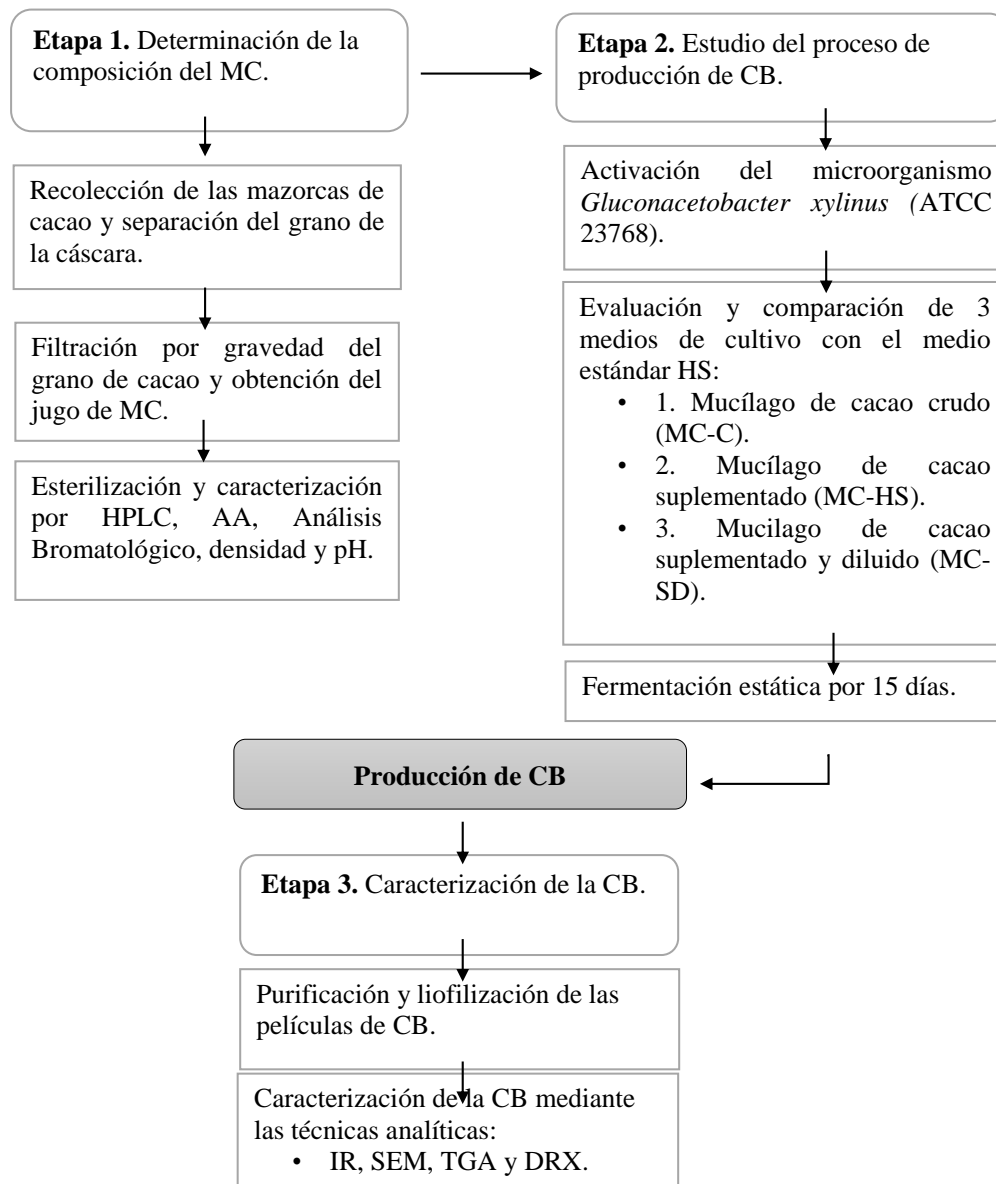 Etapa 1. Determinación de la
composición del MC.
Recolección de las mazorcas de
cacao y separación del grano de
la cáscara.
Filtración por gravedad del
grano de cacao y obtención del
jugo de MC.
Esterilización y caracterización
por HPLC, AA, Análisis
Bromatológico, densidad y pH.
Etapa 2. Estudio del proceso de
producción de CB.
Activación del microorganismo
Gluconacetobacter xylinus (ATCC
23768).
Evaluación y comparación de 3
medios de cultivo con el medio
estándar HS:
• 1. Mucílago de cacao crudo
(MC-C).
• 2. Mucílago de cacao
suplementado (MC-HS).
• 3. Mucilago de cacao
suplementado y diluido (MC-
SD).
Fermentación estática por 15 días.
Producción de CB
Etapa 3. Caracterización de la CB.
Purificación y liofilización de las
películas de CB.
Caracterización de la CB mediante
las técnicas analíticas:
• IR, SEM, TGA y DRX.